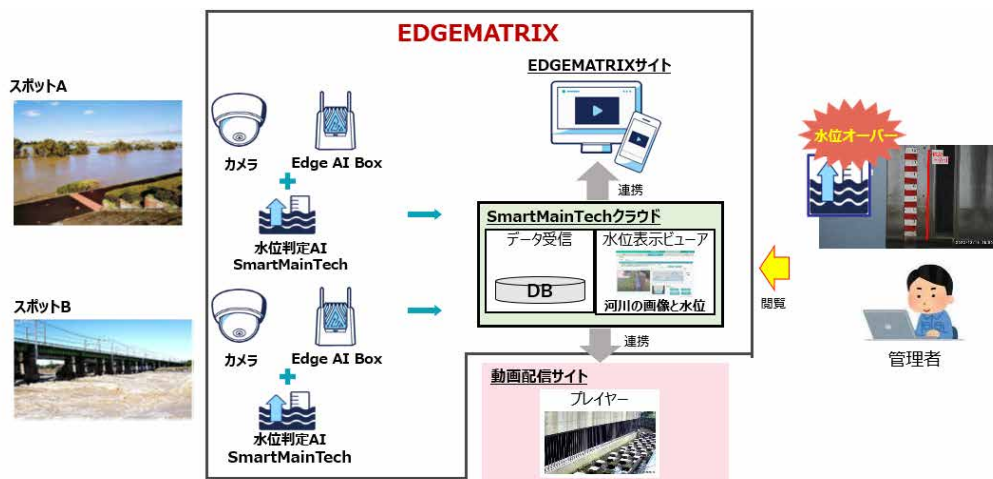 EDGEMATRIX
EDGEMATRIXサイト
スポットA
カメラ
Edge AI Box
水位判定AI
SmartMainTech
連携
水位オーバー
SmartMainTechクラウド
データ受信
水位表示ビューア
DB
河川の画像と水位
閲覧
管理者
スポットB
カメラ
Edge AI Box
水位判定AI
SmartMainTech
連携
動画配信サイト
プレイヤー